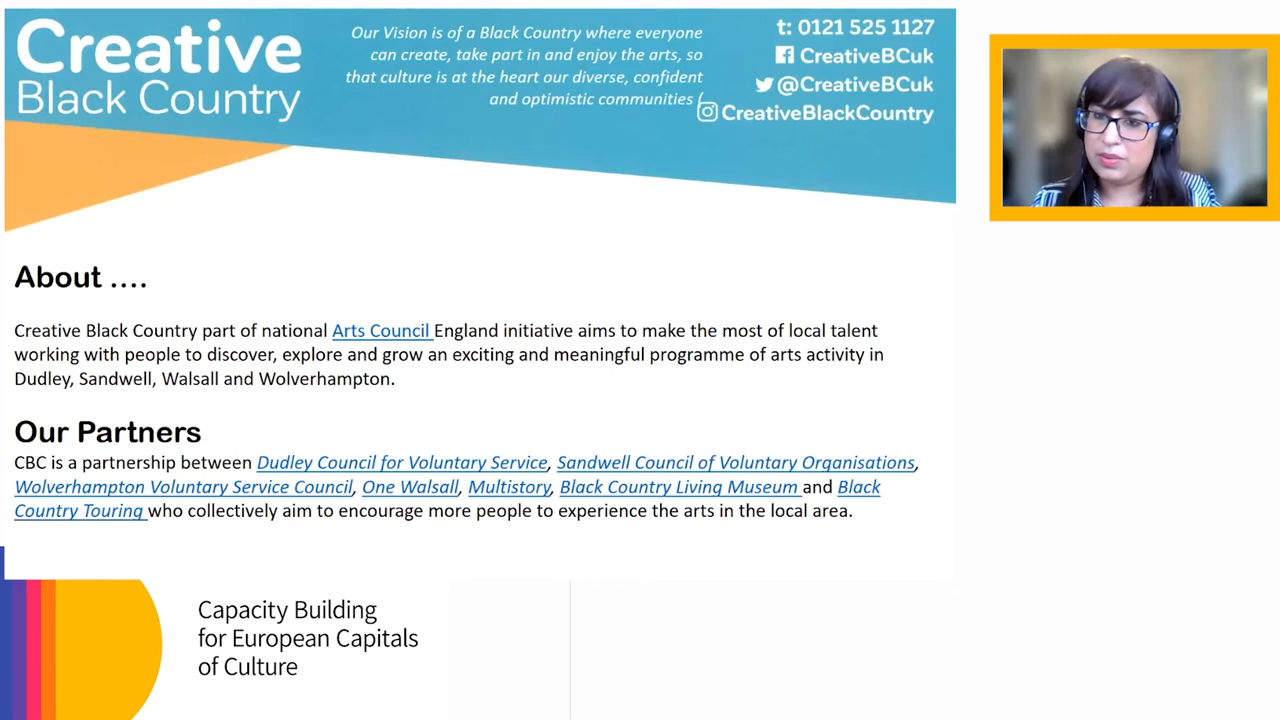 Creative
Black Country
Our Vision is of a Black Country where everyone
can create, take part in and enjoy the arts, so
that culture is at the heart our diverse, confident
and optimistic communities /
t: 0121 525 1127
CreativeBCuk
@CreativeBCuk
CreativeBlackCountry
About ....
Creative Black Country part of national Arts Council England initiative aims to make the most of local talent
working with people to discover, explore and grow an exciting and meaningful programme of arts activity in
Dudley, Sandwell, Walsall and Wolverhampton.
Our Partners
CBC is a partnership between Dudley Council for Voluntary Service, Sandwell Council of Voluntary Organisations,
Wolverhampton Voluntary Service Council, One Walsall, Multistory, Black Country Living Museum and Black
Country Touring who collectively aim to encourage more people to experience the arts in the local area.
Capacity Building
for European Capitals
of Culture